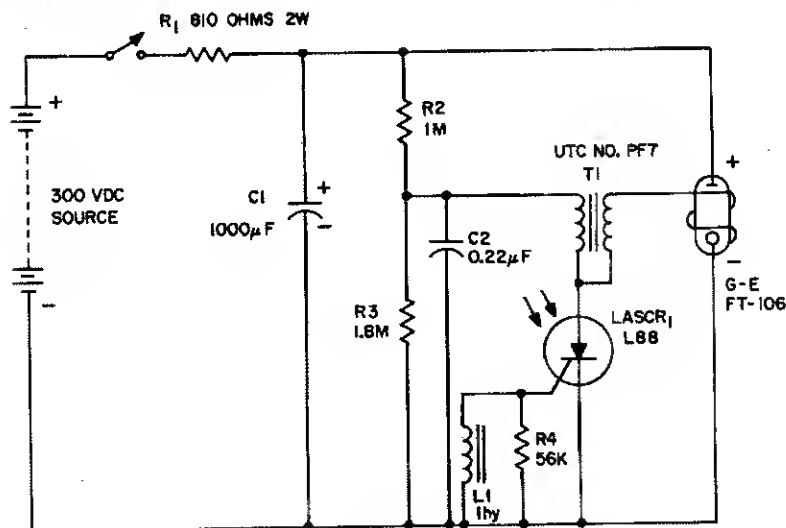 R1 810 OHMS 2W
+
300 VDC
SOURCE
-
C1
1000μF
+
-
R2
1M
R3
1.8M
C2
0.22μF
UTC NO. PF7
T1
LASCR1
L88
L1
1hy
R4
56K
+
-
G-E
FT-106